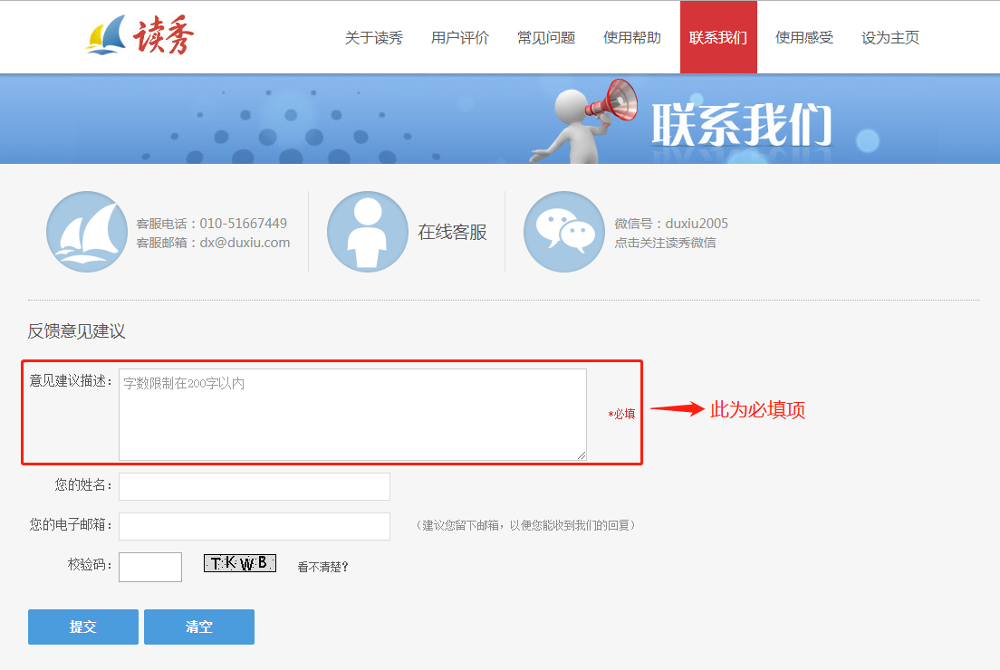 读秀
关于读秀 用户评价 常见问题 使用帮助 联系我们 使用感受 设为主页
联系我们
客服电话：010-51667449
客服邮箱：dx@duxiu.com
在线客服
微信号：duxiu2005
点击关注读秀微信
反馈意见建议
意见建议描述：
字数限制在200字以内
*必填
此为必填项
您的姓名：
您的电子邮箱：
（建议您留下邮箱，以便您能收到我们的回复）
校验码：
TKWB
看不清楚?
提交 清空